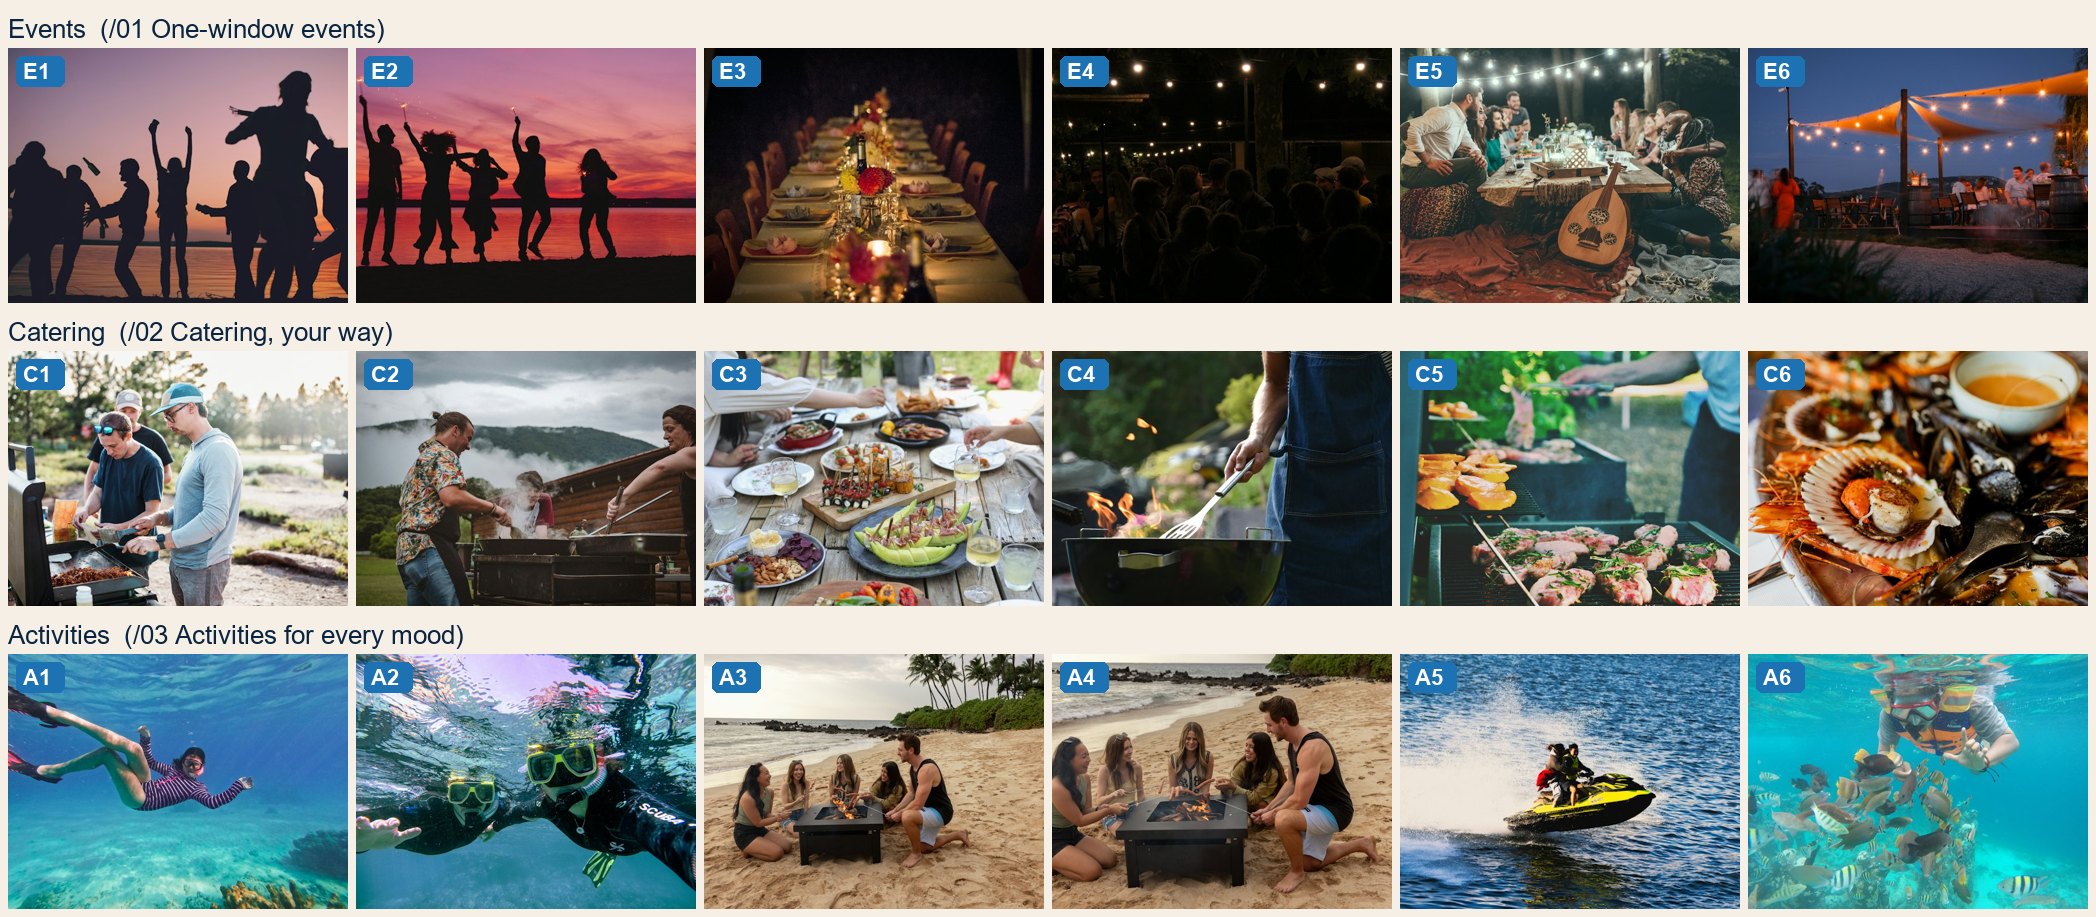 Events (/01 One-window events)
E1 E2 E3 E4 E5 E6
Catering (/02 Catering, your way)
C1 C2 C3 C4 C5 C6
Activities (/03 Activities for every mood)
A1 A2 A3 A4 A5 A6
SCUBA